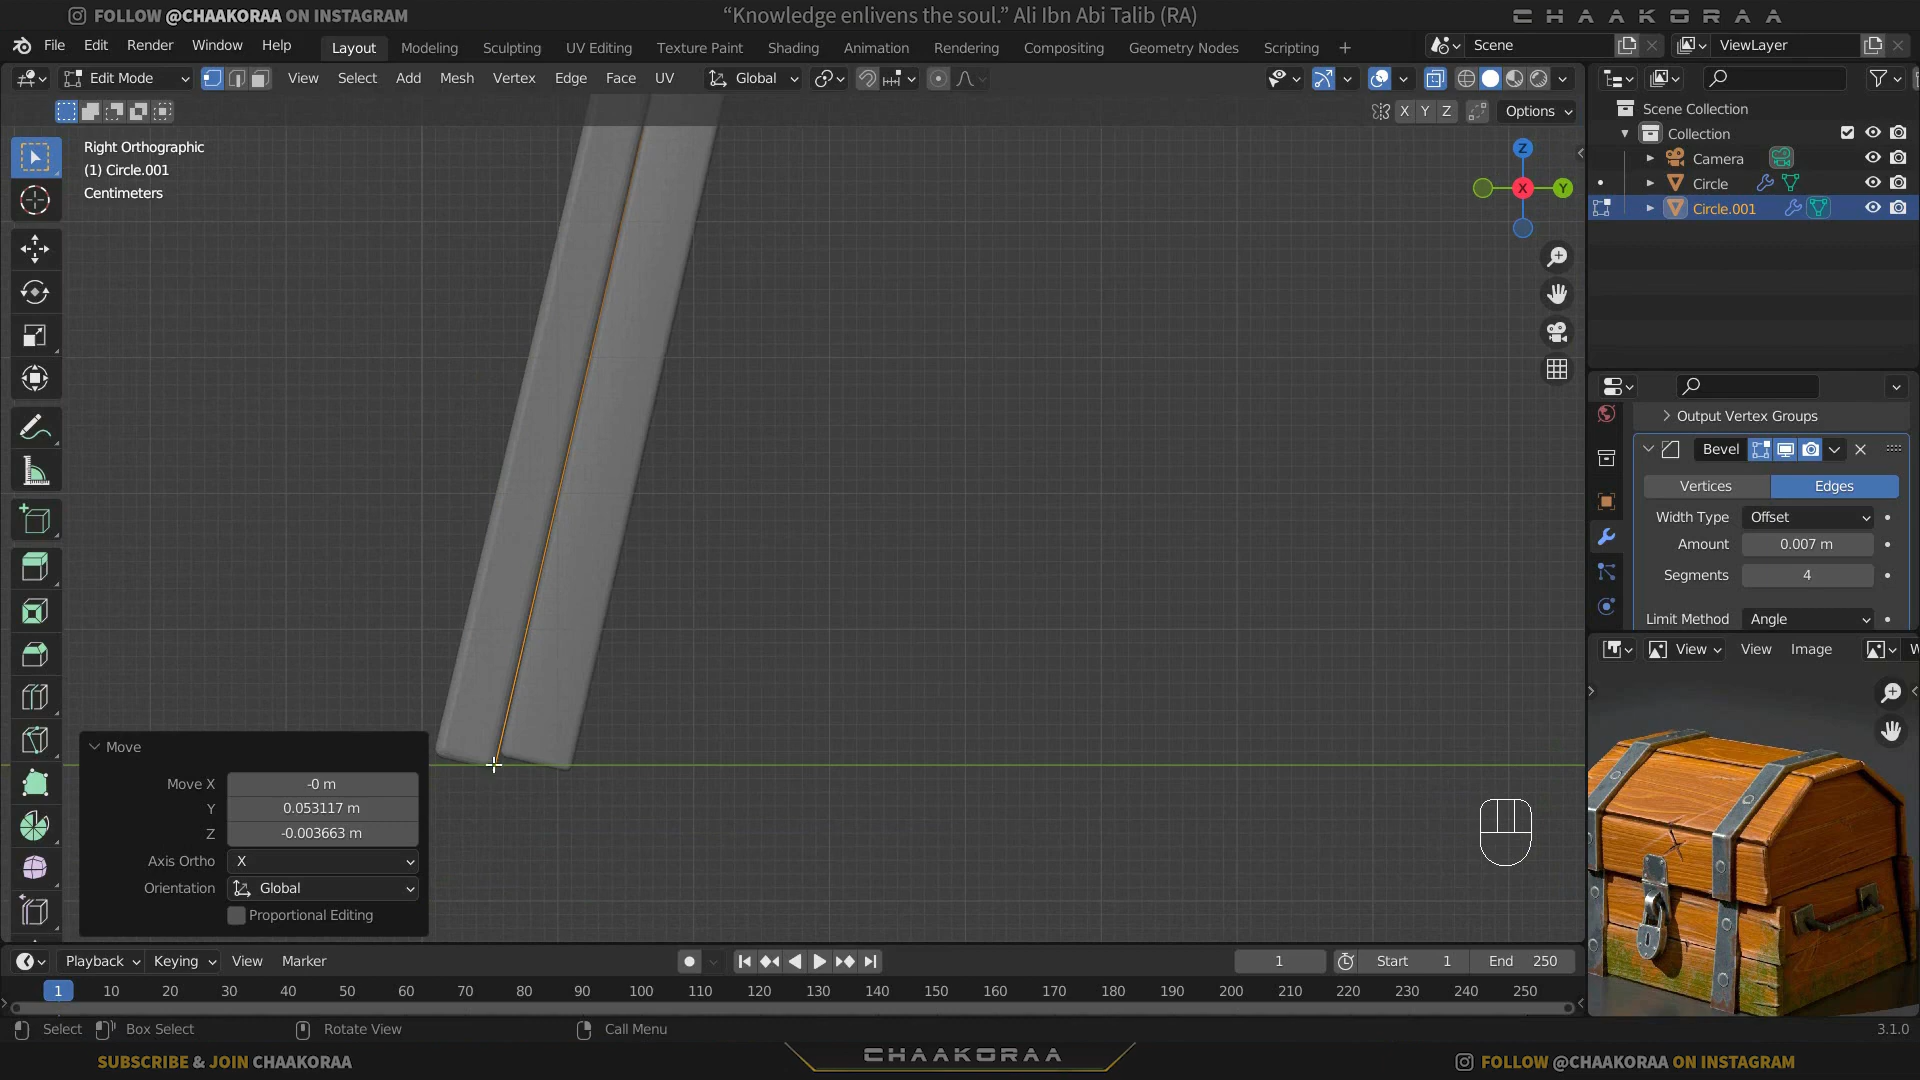 FOLLOW @CHAAKORAA ON INSTAGRAM
“Knowledge enlivens the soul.” Ali Ibn Abi Talib (RA)
CHAAKORAA
File Edit Render Window Help
Layout Modeling Sculpting UV Editing Texture Paint Shading Animation Rendering Compositing Geometry Nodes Scripting
Scene
ViewLayer
Edit Mode
View Select Add Mesh Vertex Edge Face UV
Global
X Y Z
Options
Right Orthographic
(1) Circle.001
Centimeters
Z
X
Y
Scene Collection
Collection
Camera
Circle
Circle.001
Output Vertex Groups
Bevel
Vertices
Edges
Width Type Offset
Amount 0.007 m
Segments 4
Limit Method Angle
View View Image
Move
Move X -0 m
Y 0.053117 m
Z -0.003663 m
Axis Ortho X
Orientation Global
Proportional Editing
Playback Keying View Marker
1
Start 1
End 250
1 10 20 30 40 50 60 70 80 90 100 110 120 130 140 150 160 170 180 190 200 210 220 230 240 250
Select Box Select Rotate View Call Menu
3.1.0
SUBSCRIBE & JOIN CHAAKORAA
CHAAKORAA
FOLLOW @CHAAKORAA ON INSTAGRAM